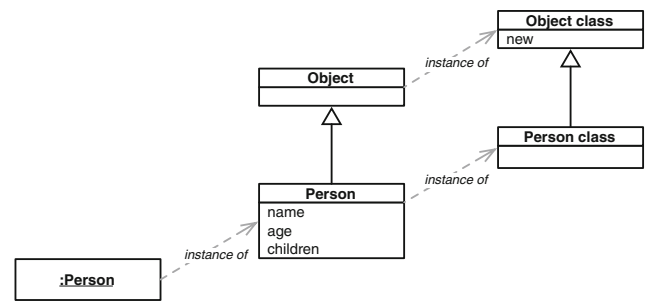 Object class
new
instance of
Object
Person class
instance of
Person
name
age
children
instance of
:Person